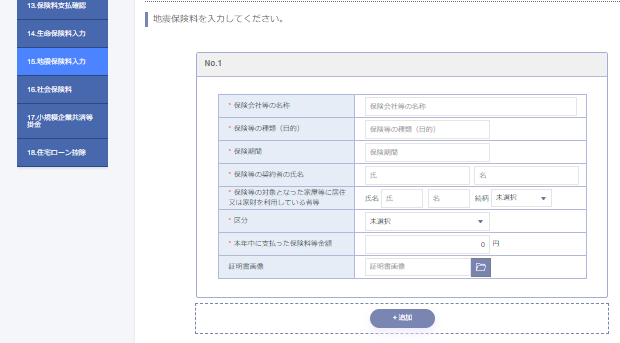 13.保険料支払確認
14.生命保険料入力
15.地震保険料入力
16.社会保険料
17.小規模企業共済等
掛金
18.住宅ローン控除
地震保険料を入力してください。
No.1
* 保険会社等の名称
保険会社等の名称
* 保険等の種類（目的）
保険等の種類（目的）
* 保険期間
保険期間
* 保険等の契約者の氏名
氏
名
* 保険等の対象となった家屋等に居住
又は家財を利用している者等
氏名
氏
名
続柄
未選択
* 区分
未選択
* 本年中に支払った保険料等金額
0
円
証明書画像
証明書画像
+追加